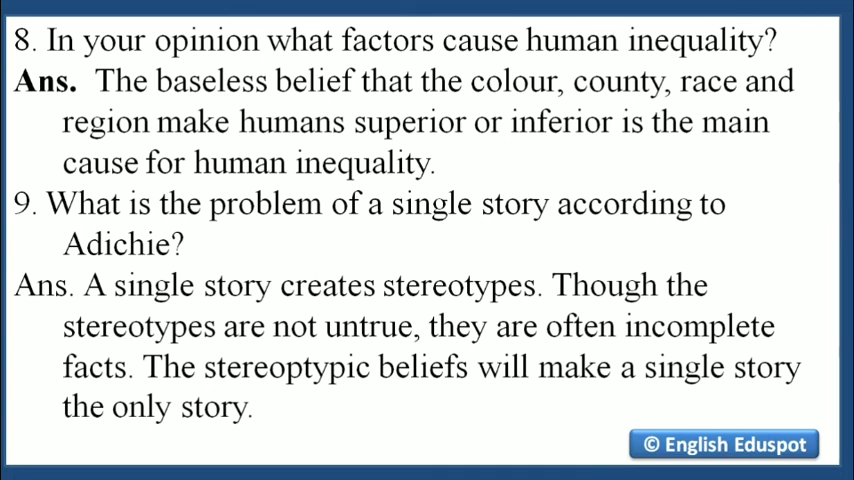 8. In your opinion what factors cause human inequality?
Ans. The baseless belief that the colour, county, race and
region make humans superior or inferior is the main
cause for human inequality.
9. What is the problem of a single story according to
Adichie?
Ans. A single story creates stereotypes. Though the
stereotypes are not untrue, they are often incomplete
facts. The stereoptypic beliefs will make a single story
the only story.
© English Eduspot